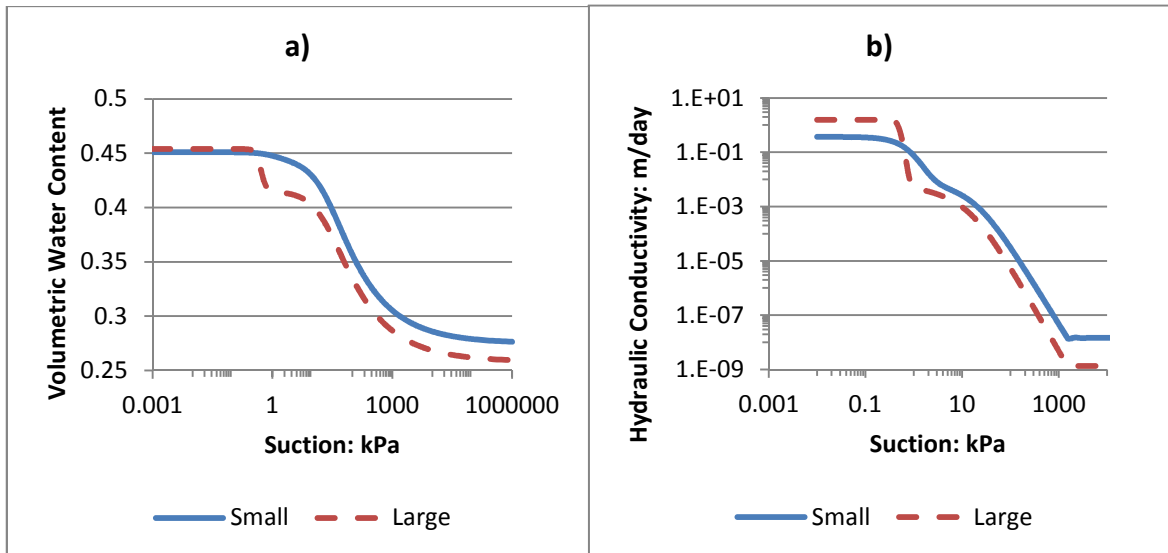 a)
Volumetric Water Content
0.5
0.45
0.4
0.35
0.3
0.25
0.001 1 1000 1000000
Suction: kPa
Small Large
b)
Hydraulic Conductivity: m/day
1.E+01
1.E-01
1.E-03
1.E-05
1.E-07
1.E-09
0.001 0.1 10 1000
Suction: kPa
Small Large